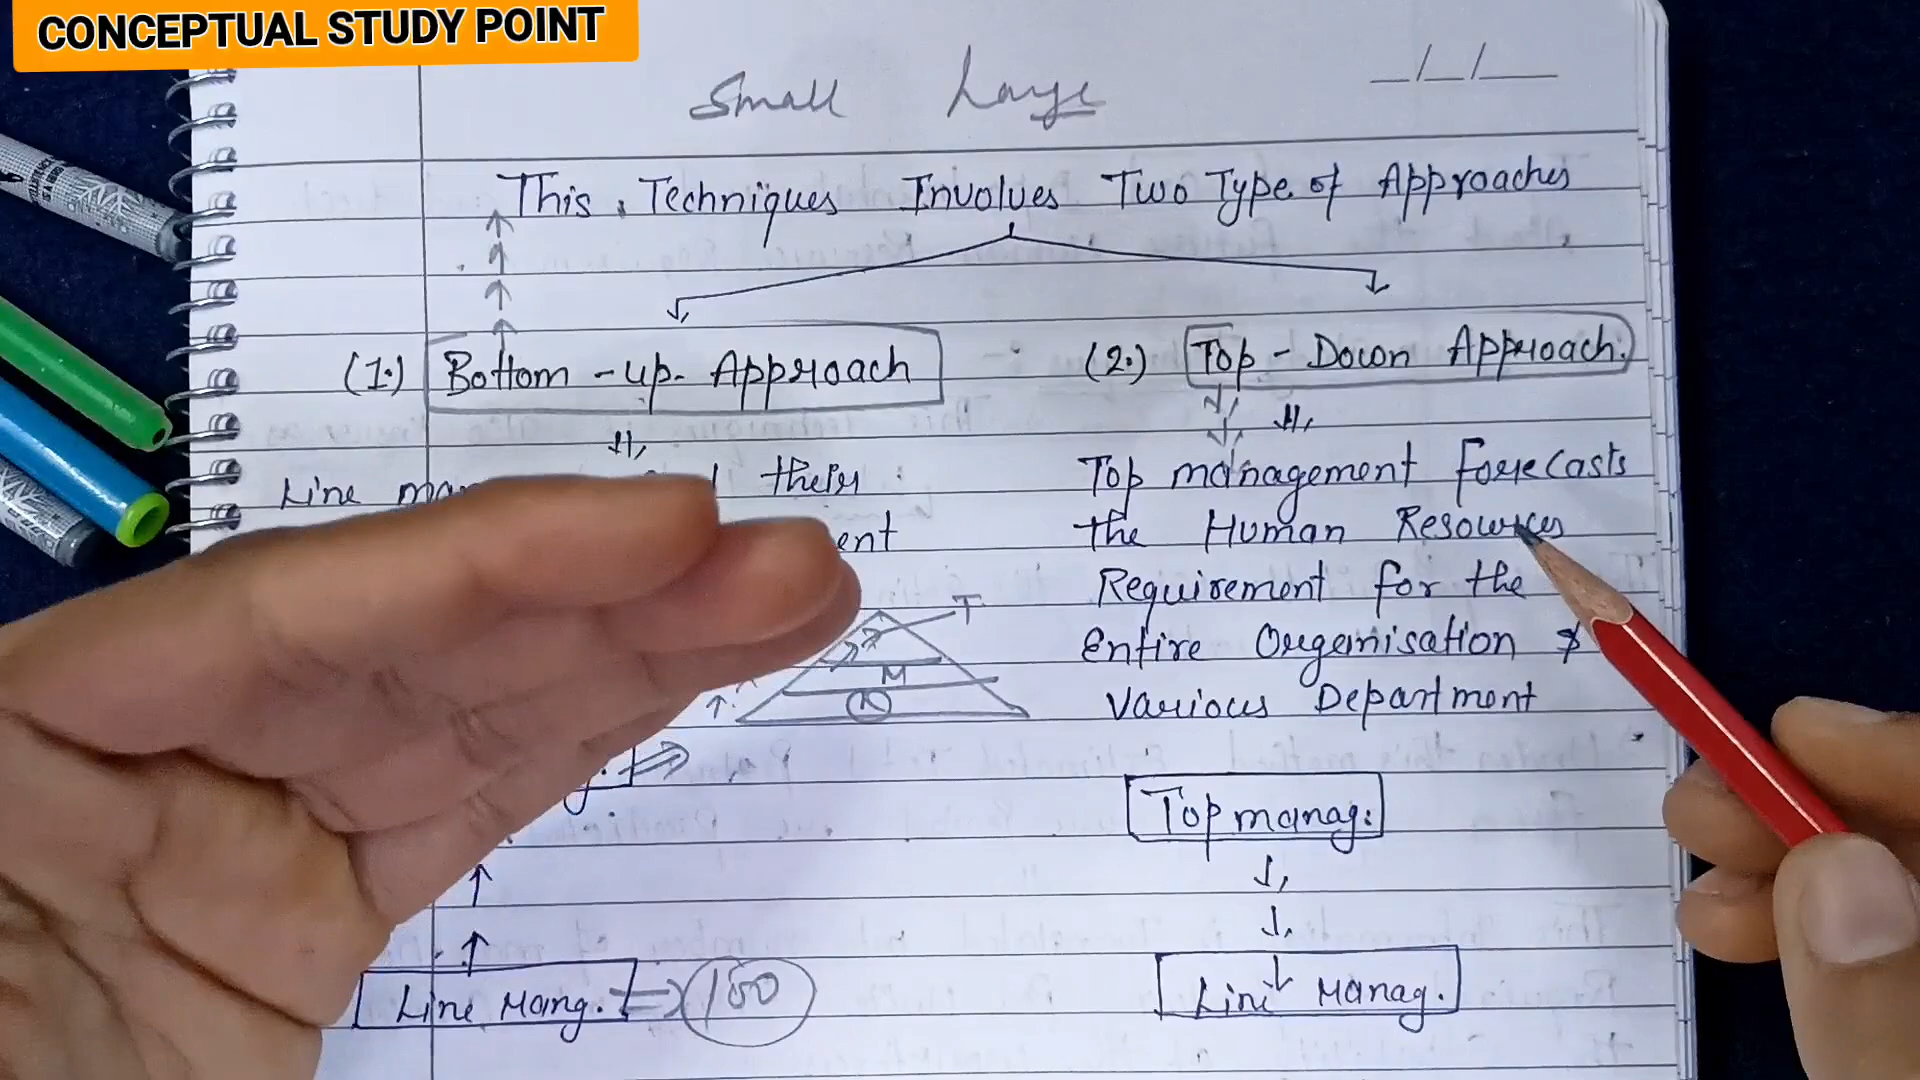 CONCEPTUAL STUDY POINT
Small Large
_/_/__
This Techniques Involves Two Type of Approaches
(1.) Bottom-up-Approach
(2.) Top-Down Approach.
Line their
ent
T
M
Top management Forecasts
the Human Resources
Requirement for the
Entire Organisation &
Various Department
Top manag.
Line Manag.
Line Mang. 100